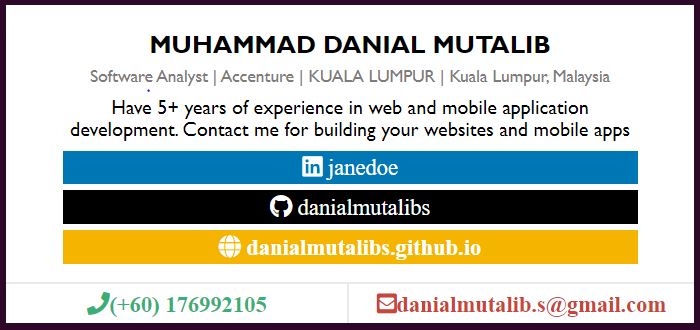 MUHAMMAD DANIAL MUTALIB
Software Analyst | Accenture | KUALA LUMPUR | Kuala Lumpur, Malaysia
Have 5+ years of experience in web and mobile application
development. Contact me for building your websites and mobile apps
in janedoe
danialmutalibs
danialmutalibs.github.io
(+60) 176992105
danialmutalib.s@gmail.com